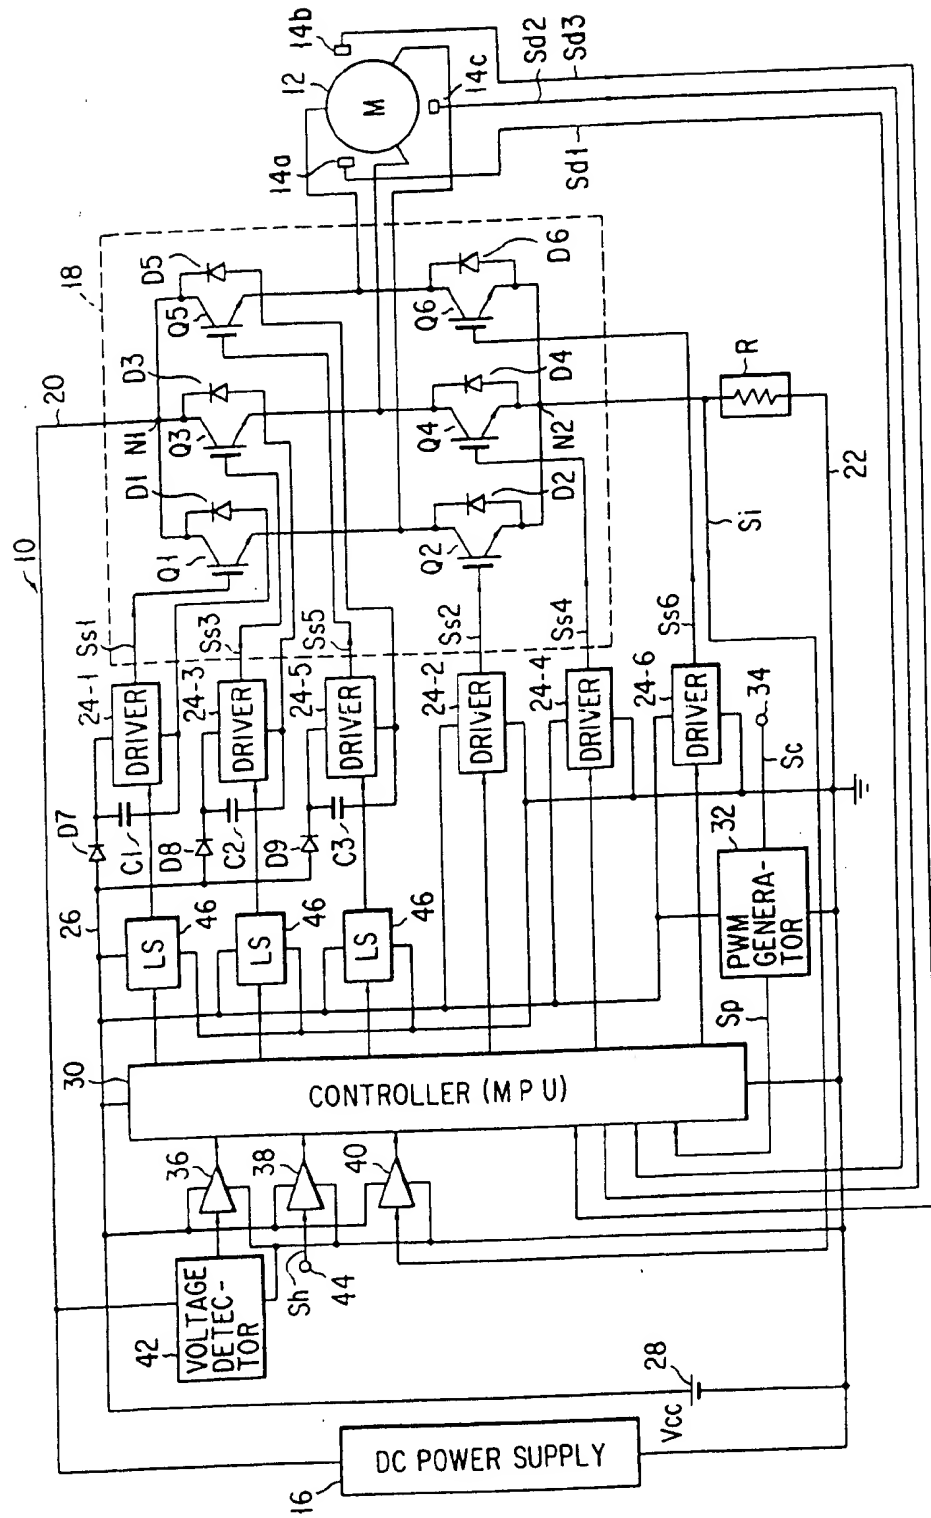 10
20
22
18
N1
N2
D1
D3
D5
D2
D4
D6
Q1
Q3
Q5
Q2
Q4
Q6
12
M
14a
14b
14c
Sd1
Sd2
Sd3
R
Si
Ss1
Ss3
Ss5
Ss2
Ss4
Ss6
24-1
DRIVER
24-3
DRIVER
24-5
DRIVER
24-2
DRIVER
24-4
DRIVER
24-6
DRIVER
D7
C1
D8
C2
D9
C3
26
LS
46
LS
46
LS
46
34
Sc
32
PWM
GENERA-
TOR
Sp
30
CONTROLLER (MPU)
36
38
40
42
VOLTAGE
DETEC-
TOR
Sh
44
28
Vcc
16
DC POWER SUPPLY